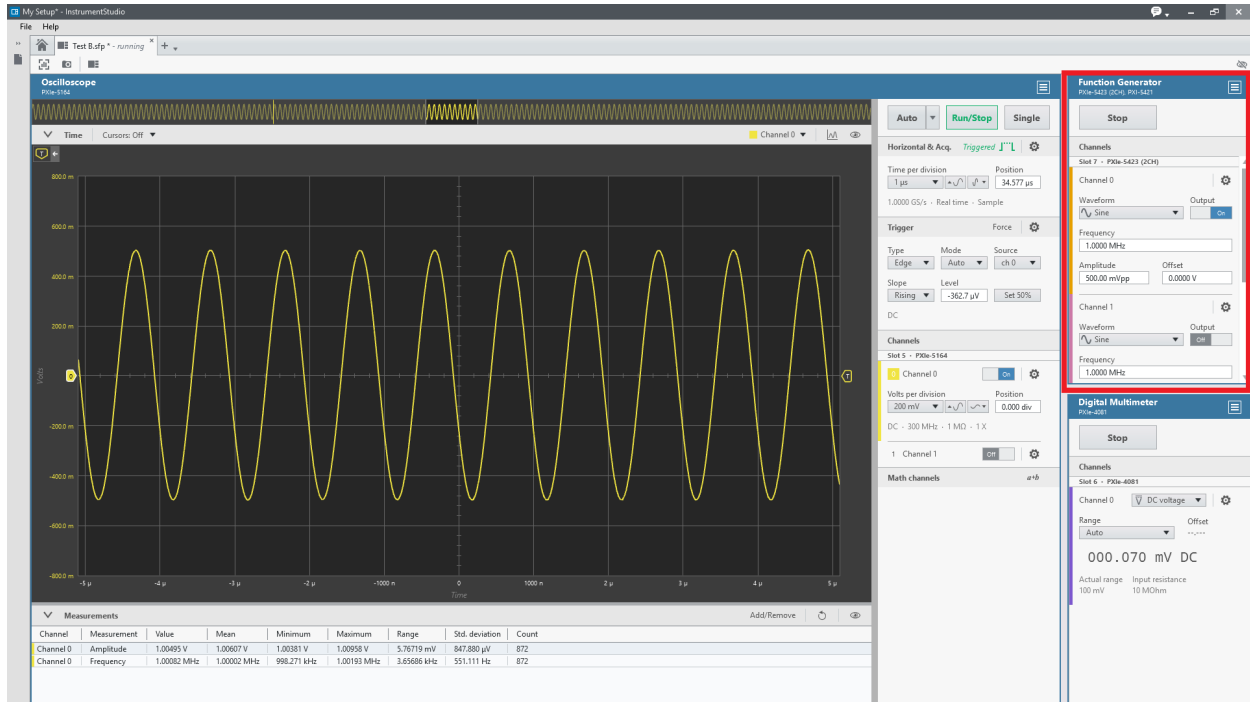 My Setup* - InstrumentStudio
File Help
Test B.sfp * - running
Oscilloscope
PXIe-5164
Time Cursors: Off Channel 0
T
800.0 m
600.0 m
400.0 m
200.0 m
0
-200.0 m
-400.0 m
-600.0 m
-800.0 m
Volts
T
-5 µ -4 µ -3 µ -2 µ -1000 n 0 1000 n 2 µ 3 µ 4 µ 5 µ
Time
Measurements Add/Remove
Channel Measurement Value Mean Minimum Maximum Range Std. deviation Count
Channel 0 Amplitude 1.00495 V 1.00607 V 1.00381 V 1.00958 V 5.76719 mV 847.880 µV 872
Channel 0 Frequency 1.00082 MHz 1.00002 MHz 998.271 kHz 1.00193 MHz 3.65686 kHz 551.111 Hz 872
Auto Run/Stop Single
Horizontal & Acq. Triggered
Time per division Position
1 µs 34.577 µs
1.0000 GS/s - Real time - Sample
Trigger Force
Type Mode Source
Edge Auto ch 0
Slope Level
Rising -362.7 µV Set 50%
DC
Channels
Slot 5 - PXIe-5164
0 Channel 0 On
Volts per division Position
200 mV 0.000 div
DC - 300 MHz - 1 MΩ - 1 X
1 Channel 1 Off
Math channels a+b
Function Generator
PXIe-5423 (2CH), PXI-5421
Stop
Channels
Slot 7 - PXIe-5423 (2CH)
Channel 0
Waveform Output
Sine On
Frequency
1.0000 MHz
Amplitude Offset
500.00 mVpp 0.0000 V
Channel 1
Waveform Output
Sine Off
Frequency
1.0000 MHz
Digital Multimeter
PXIe-4081
Stop
Channels
Slot 6 - PXIe-4081
Channel 0 DC voltage
Range Offset
Auto --.---
000.070 mV DC
Actual range Input resistance
100 mV 10 MOhm